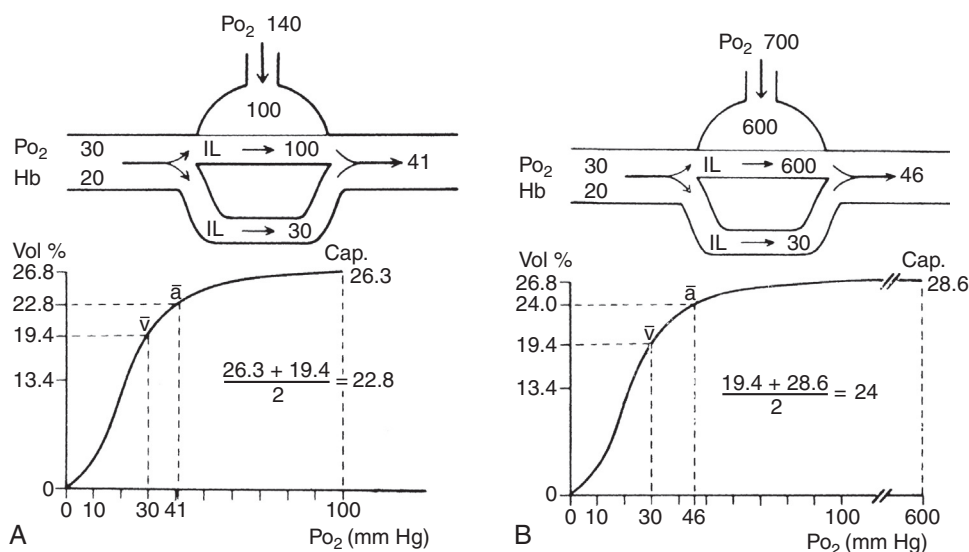 Po2 140
100
Po2 30 IL → 100 41
Hb 20
IL → 30
Vol % Cap.
26.8 26.3
22.8 a̅
19.4 v̅
13.4
26.3 + 19.4
2
= 22.8
0
0 10 30 41 100
A Po2 (mm Hg)
Po2 700
600
Po2 30 IL → 600 46
Hb 20
IL → 30
Vol % Cap.
26.8 28.6
24.0 a̅
19.4 v̅
13.4
19.4 + 28.6
2
= 24
0
0 10 30 46 100 600
B Po2 (mm Hg)